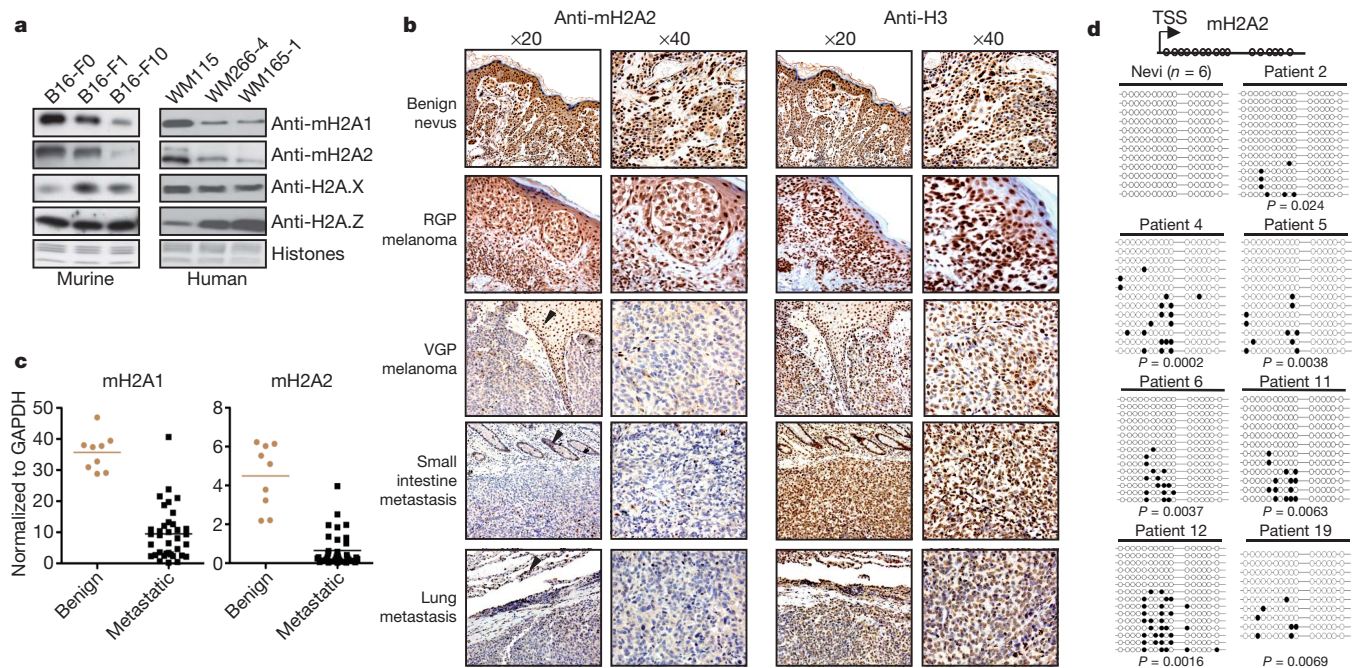 a
B16-F0 B16-F1 B16-F10 WM115 WM266-4 WM165-1
Anti-mH2A1
Anti-mH2A2
Anti-H2A.X
Anti-H2A.Z
Histones
Murine Human
b
Anti-mH2A2 Anti-H3
×20 ×40 ×20 ×40
Benign
nevus
RGP
melanoma
VGP
melanoma
Small
intestine
metastasis
Lung
metastasis
c
mH2A1 mH2A2
Normalized to GAPDH
50
40
30
20
10
0
8
6
4
2
0
Benign Metastatic Benign Metastatic
d
TSS mH2A2
Nevi (n = 6) Patient 2
P = 0.024
Patient 4 Patient 5
P = 0.0002 P = 0.0038
Patient 6 Patient 11
P = 0.0037 P = 0.0063
Patient 12 Patient 19
P = 0.0016 P = 0.0069